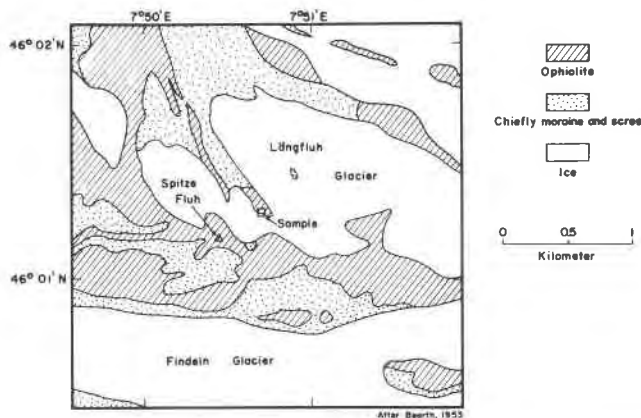 7°50'E 7°51'E
46°02'N
Längfluh
Glacier
Spitze
Fluh
Sample
46°01'N
Findeln Glacier
After Bearth, 1953
Ophiolite
Chiefly moraine and scree
Ice
0 0.5 1
Kilometer